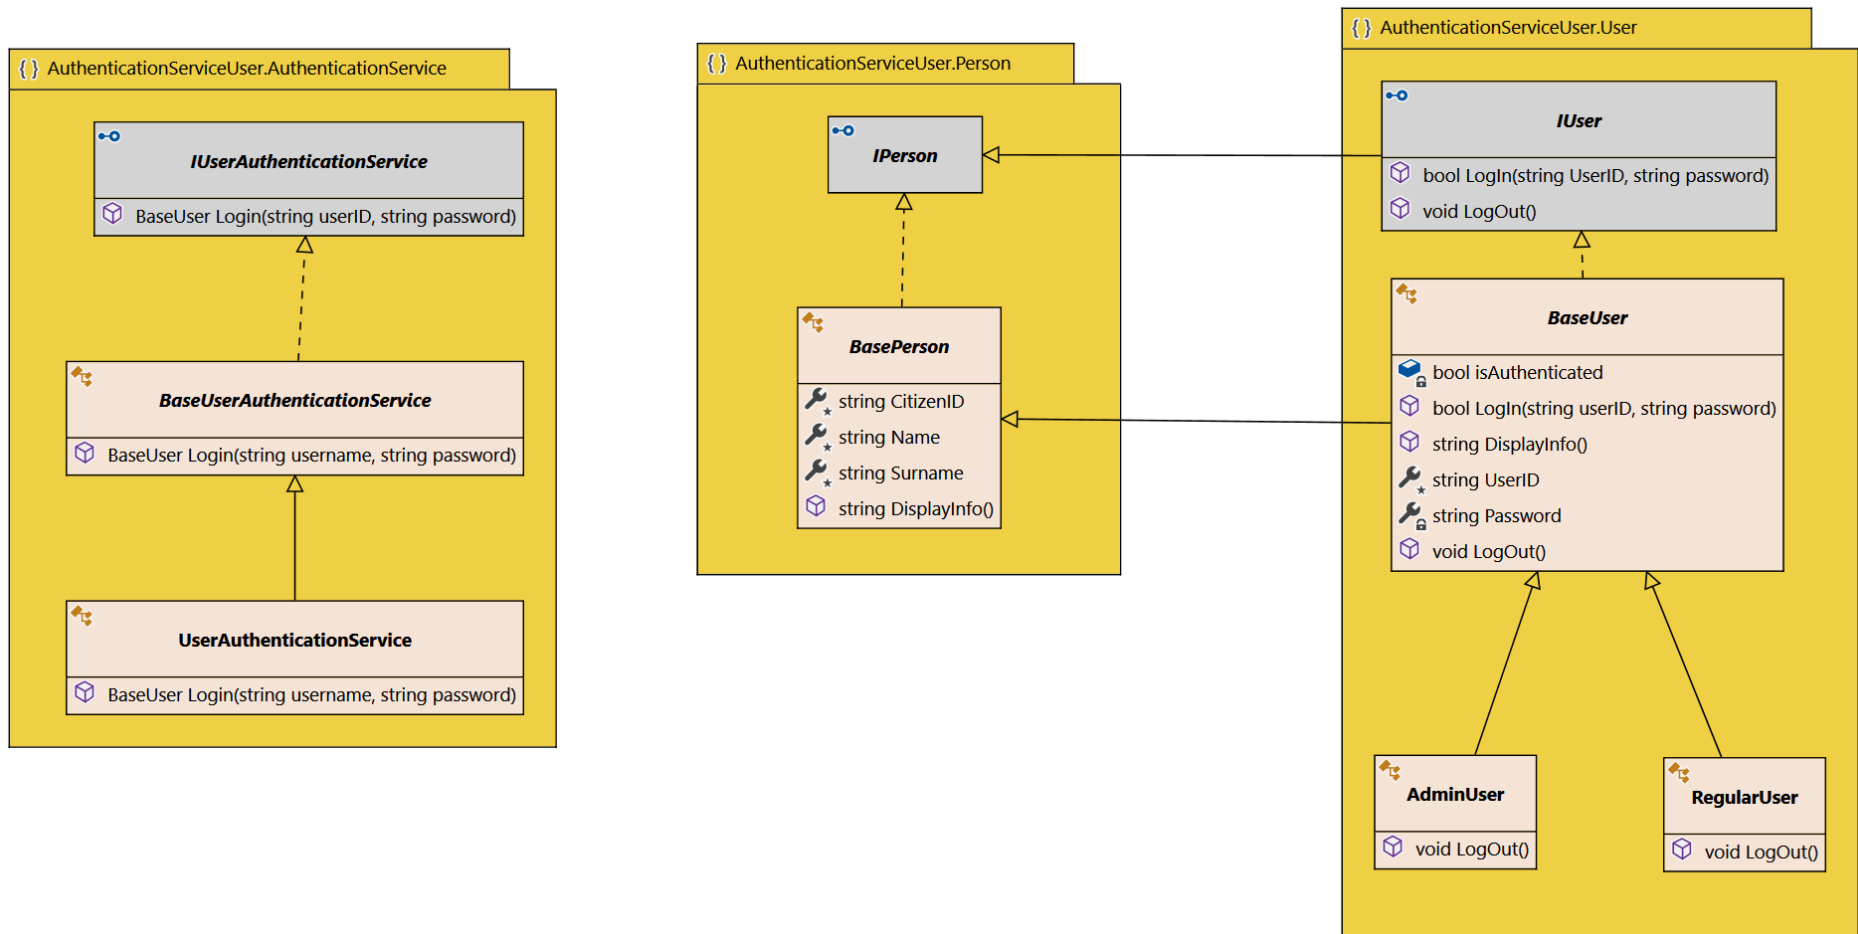 { } AuthenticationServiceUser.AuthenticationService
IUserAuthenticationService
BaseUser Login(string userID, string password)
BaseUserAuthenticationService
BaseUser Login(string username, string password)
UserAuthenticationService
BaseUser Login(string username, string password)
{ } AuthenticationServiceUser.Person
IPerson
BasePerson
string CitizenID
string Name
string Surname
string DisplayInfo()
{ } AuthenticationServiceUser.User
IUser
bool LogIn(string UserID, string password)
void LogOut()
BaseUser
bool isAuthenticated
bool LogIn(string userID, string password)
string DisplayInfo()
string UserID
string Password
void LogOut()
AdminUser
void LogOut()
RegularUser
void LogOut()